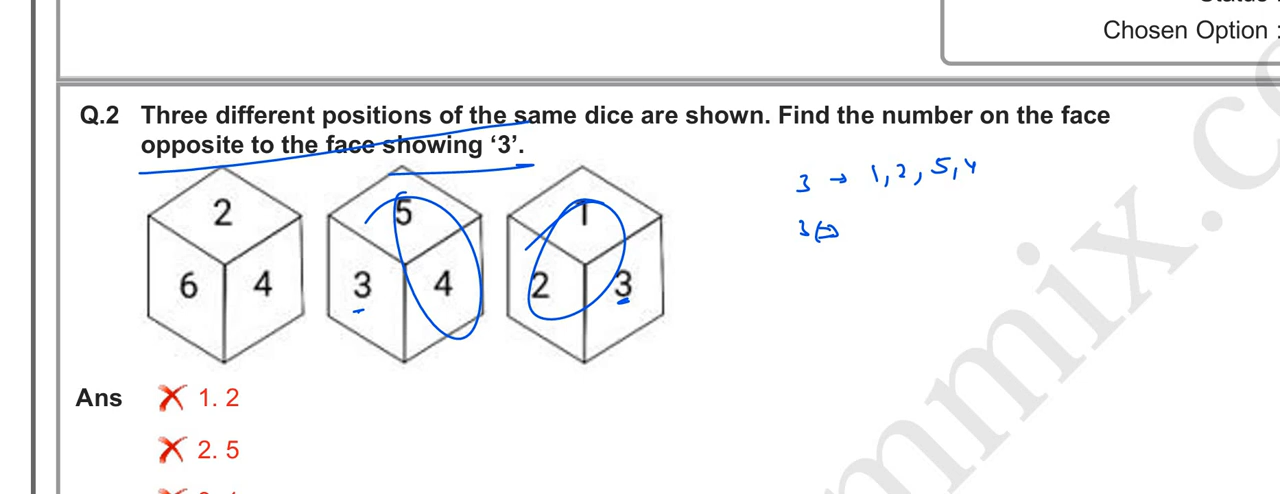 Chosen Option :
Q.2 Three different positions of the same dice are shown. Find the number on the face
opposite to the face showing ‘3’.
3 → 1, 2, 5, 4
3 ⇔
2
6 4
5
3 4
1
2 3
Ans ✗ 1. 2
✗ 2. 5